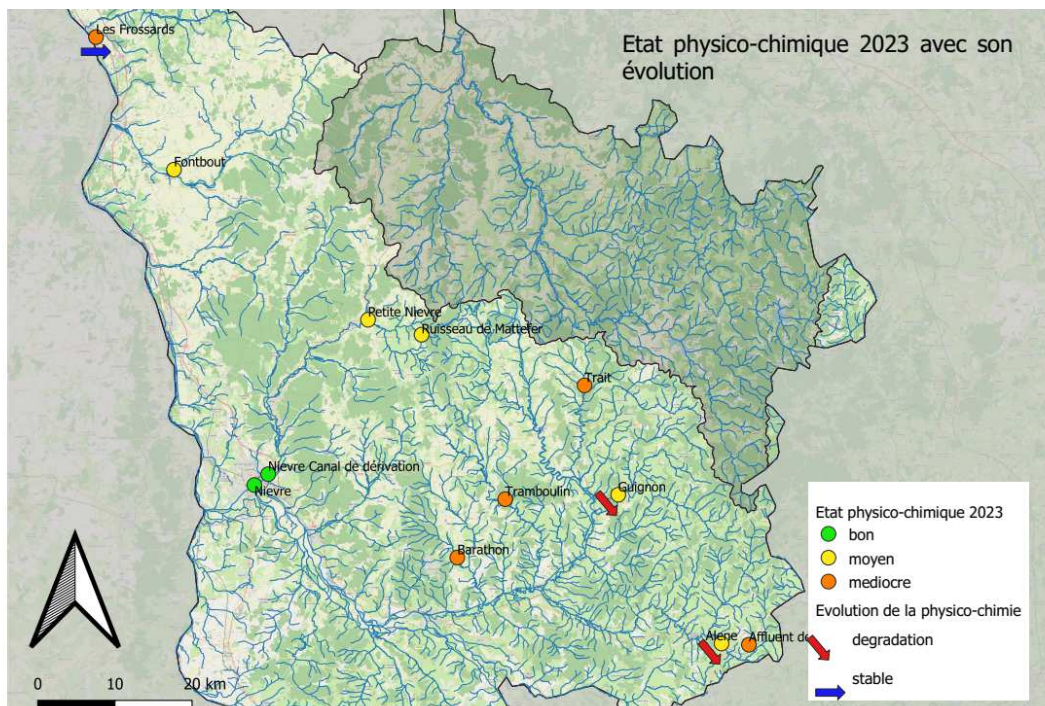 Etat physico-chimique 2023 avec son
évolution
Les Frossards
Fontbout
Petite Nievre
Ruisseau de Mattefer
Trait
Nievre Canal de dérivation
Nievre
Tramboulin
Guignon
Barathon
Alene
Affluent de
Etat physico-chimique 2023
bon
moyen
mediocre
Evolution de la physico-chimie
degradation
stable
0 10 20 km